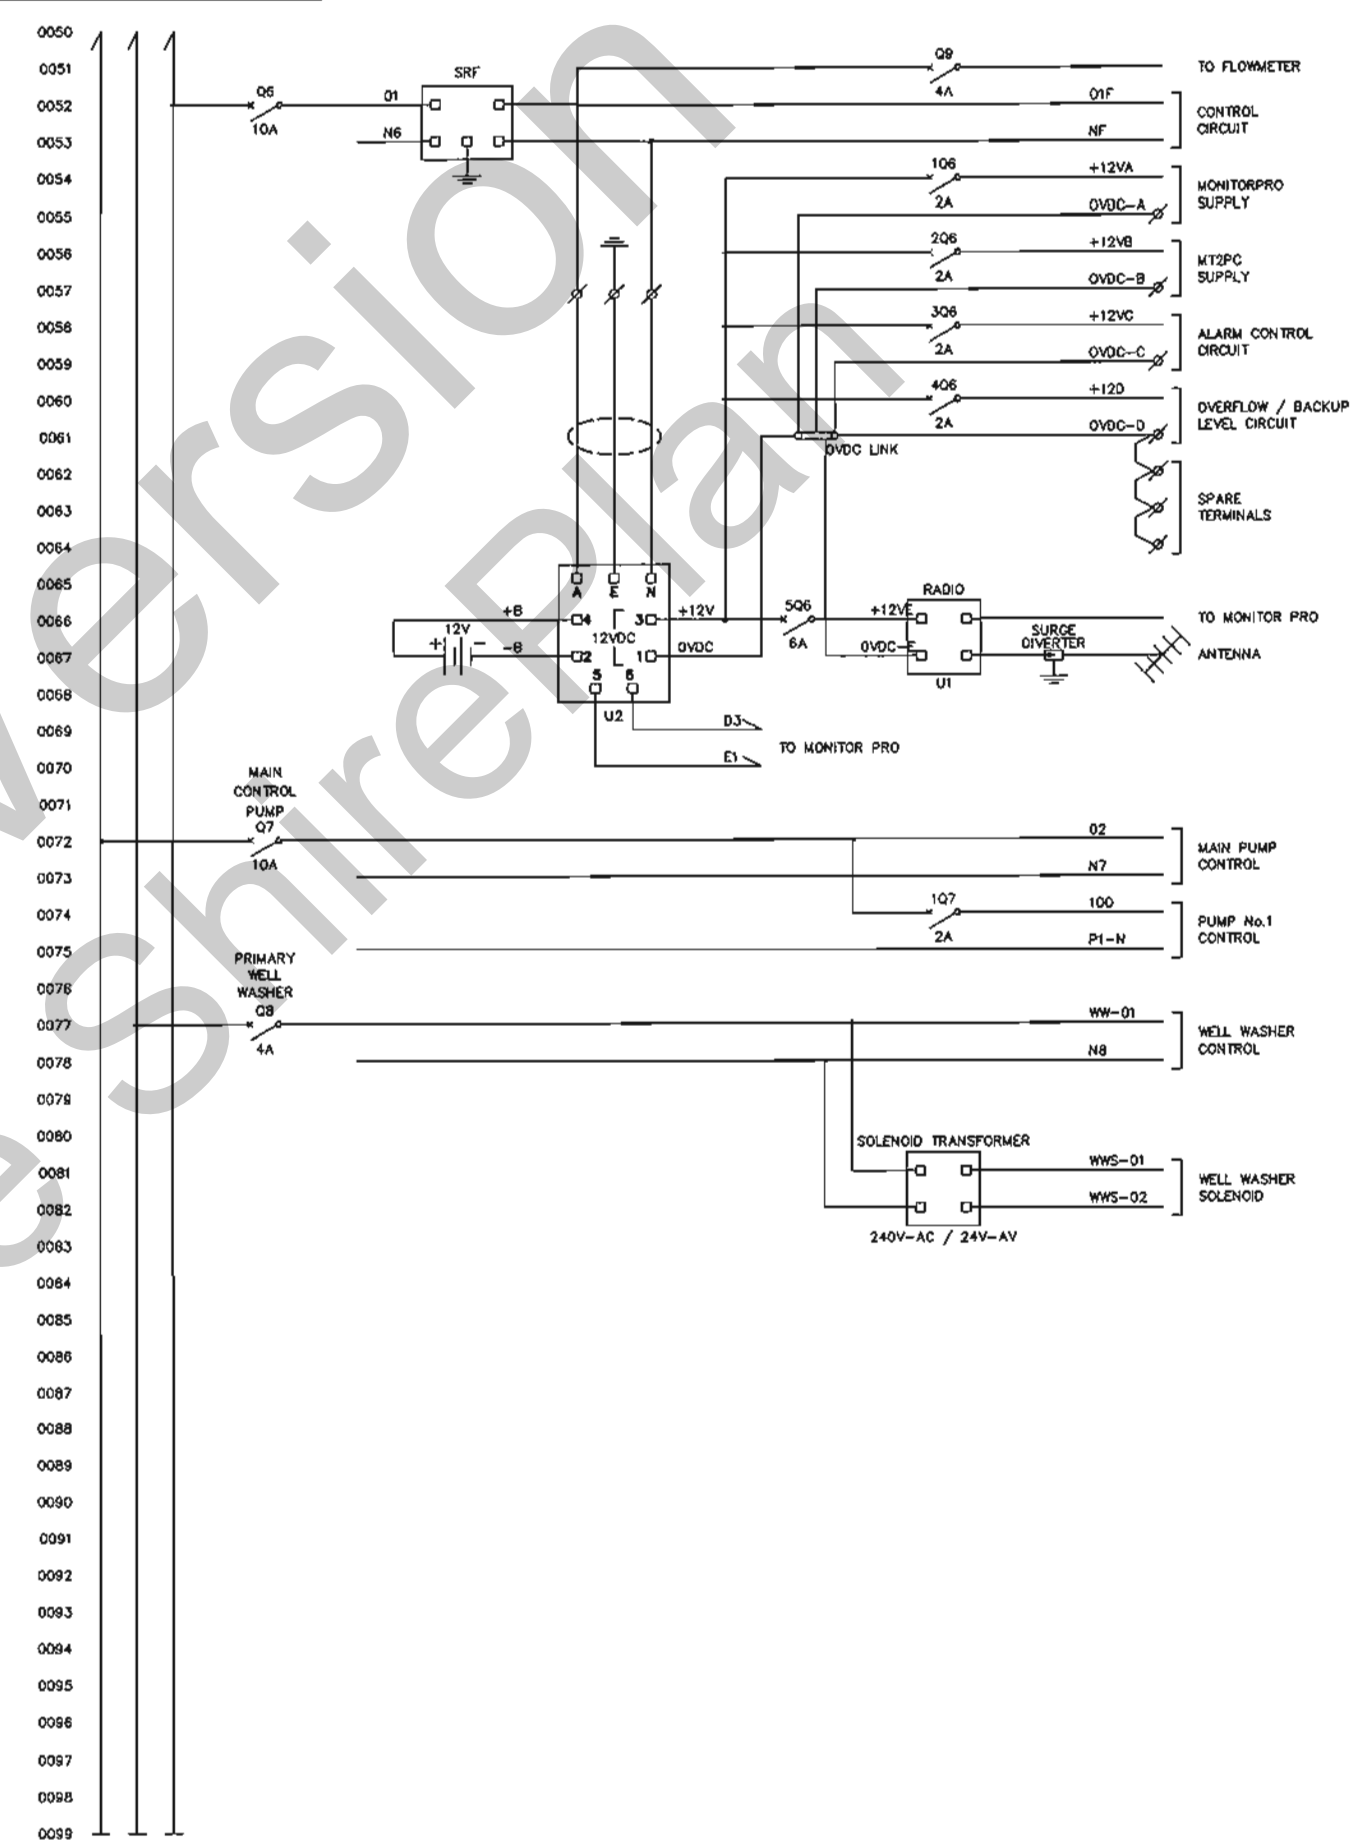 0050
0051
0052
0053
0054
0055
0056
0057
0058
0059
0060
0061
0062
0063
0064
0065
0066
0067
0068
0069
0070
0071
0072
0073
0074
0075
0076
0077
0078
0079
0080
0081
0082
0083
0084
0085
0086
0087
0088
0089
0090
0091
0092
0093
0094
0095
0096
0097
0098
0099
Q6
10A
01
N6
SRF
Q9
4A
TO FLOWMETER
01F
NF
CONTROL
CIRCUIT
1Q6
2A
+12VA
0VDC-A
MONITORPRO
SUPPLY
2Q6
2A
+12VB
0VDC-B
MT2PC
SUPPLY
3Q6
2A
+12VC
0VDC-C
ALARM CONTROL
CIRCUIT
4Q6
2A
+12D
0VDC-D
OVERFLOW / BACKUP
LEVEL CIRCUIT
0VDC LINK
SPARE
TERMINALS
A E N
4 3
12VDC
2 1
5 6
U2
+B
-B
+ 12V -
+12V
0VDC
5Q6
6A
+12VE
0VDC-E
RADIO
U1
TO MONITOR PRO
SURGE
DIVERTER
ANTENNA
D3
E1
TO MONITOR PRO
MAIN
CONTROL
PUMP
Q7
10A
02
N7
MAIN PUMP
CONTROL
1Q7
2A
100
P1-N
PUMP No.1
CONTROL
PRIMARY
WELL
WASHER
Q8
4A
WW-01
N8
WELL WASHER
CONTROL
SOLENOID TRANSFORMER
240V-AC / 24V-AV
WWS-01
WWS-02
WELL WASHER
SOLENOID
version
e ShirePlan